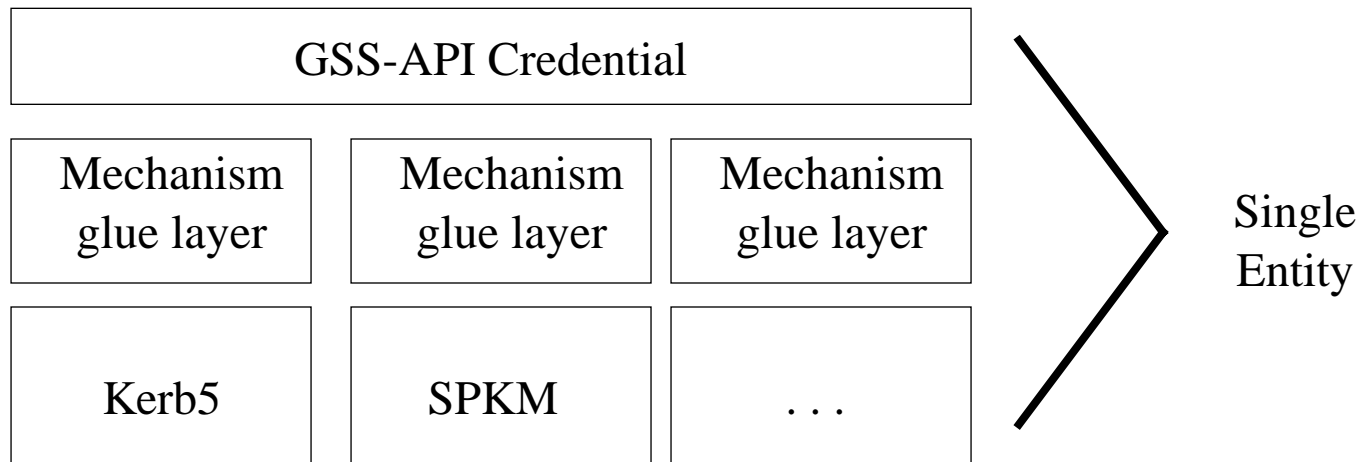 GSS-API Credential
Mechanism
glue layer
Mechanism
glue layer
Mechanism
glue layer
Single
Entity
Kerb5
SPKM
. . .